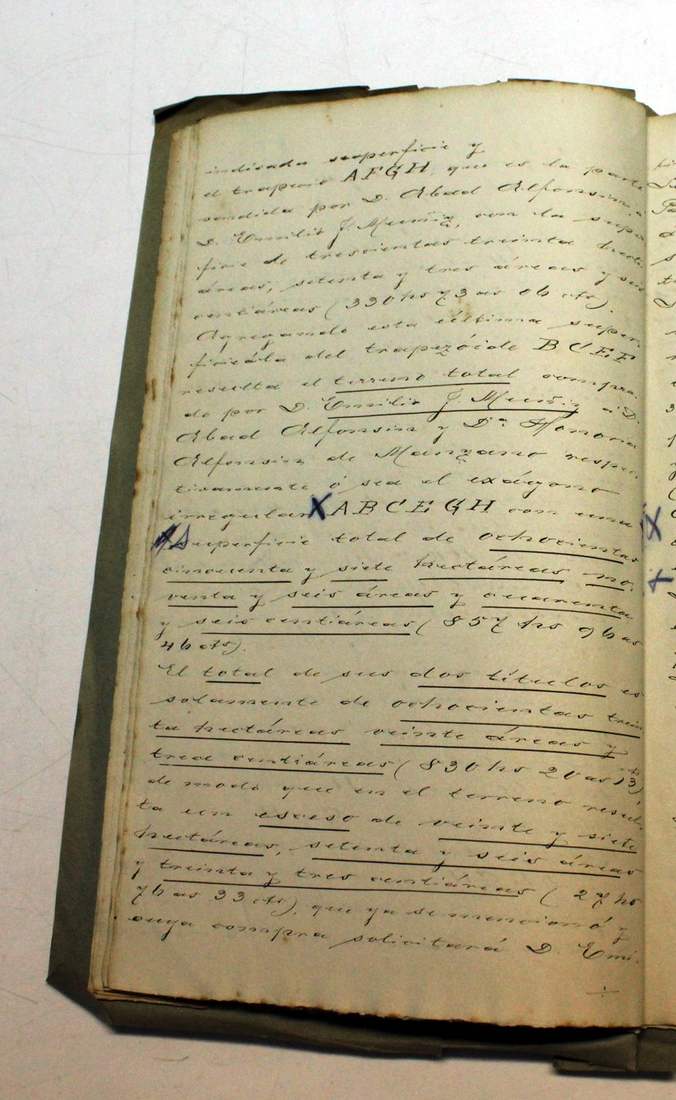 indicada superficie y
el trapecio AFGH, que es la parte
vendida por D. Abad Alfonsin, a
D. Emilio J. Muñiz, con la super
ficie de trescientas treinta hectá
áreas, setenta y tres áreas y seis
centiáreas (330 hs 73 as 06 cts).
Agregando esta última super
ficie á la del trapezóide BCEF
resulta el terreno total compra
do por D. Emilio J. Muñiz a D.
Abad Alfonsin y Dª Honora
Alfonsin de Manzano respec
tivamente ó sea el exágono
irregular X ABCEGH con una
superficie total de ochocientas
cincuenta y siete hectáreas no
venta y seis áreas y cuarenta
y seis centiáreas (857 hs 96 as
46 cts).
El total de sus dos títulos es
solamente de ochocientas trein
ta hectáreas veinte áreas y
trece centiáreas (830 hs 20 as 13
de modo que en el terreno resul
ta un exceso de veinte y siete
hectáreas, setenta y seis áreas
y treinta y tres centiáreas (27 hs
76 as 33 cts), que ya se mencionó y
cuya compra solicitará D. Emi-